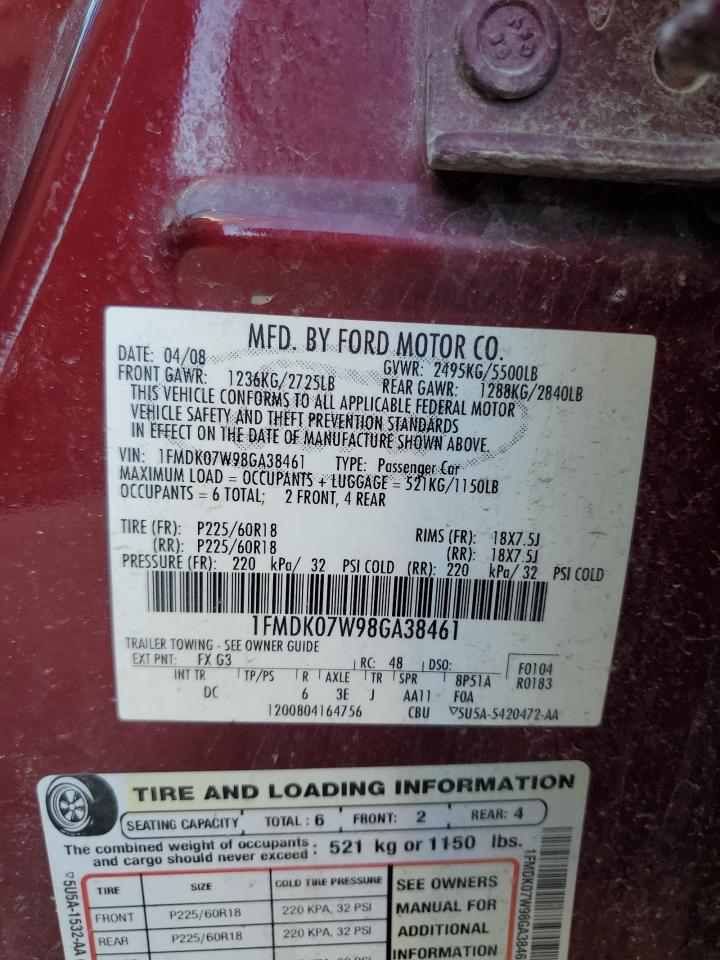 MFD. BY FORD MOTOR CO.
DATE: 04/08 GVWR: 2495KG/5500LB
FRONT GAWR: 1236KG/2725LB REAR GAWR: 1288KG/2840LB
THIS VEHICLE CONFORMS TO ALL APPLICABLE FEDERAL MOTOR
VEHICLE SAFETY AND THEFT PREVENTION STANDARDS
IN EFFECT ON THE DATE OF MANUFACTURE SHOWN ABOVE.
VIN: 1FMDK07W98GA38461 TYPE: Passenger Car
MAXIMUM LOAD = OCCUPANTS + LUGGAGE = 521KG/1150LB
OCCUPANTS = 6 TOTAL; 2 FRONT, 4 REAR
TIRE (FR): P225/60R18 RIMS (FR): 18X7.5J
(RR): P225/60R18 (RR): 18X7.5J
PRESSURE (FR): 220 kPa/ 32 PSI COLD (RR): 220 kPa/ 32 PSI COLD
1FMDK07W98GA38461
TRAILER TOWING - SEE OWNER GUIDE
EXT PNT: FX G3 RC: 48 DSO: F0104
INT TR TP/PS R AXLE TR SPR 8P51A R0183
DC 6 3E J AA11 F0A
1200804164756 CBU ▽5U5A-5420472-AA
TIRE AND LOADING INFORMATION
SEATING CAPACITY TOTAL : 6 FRONT: 2 REAR: 4
The combined weight of occupants
and cargo should never exceed : 521 kg or 1150 lbs.
TIRE SIZE COLD TIRE PRESSURE
FRONT P225/60R18 220 KPA, 32 PSI
REAR P225/60R18 220 KPA, 32 PSI
SEE OWNERS
MANUAL FOR
ADDITIONAL
INFORMATION
▽5U5A-1532-AA
1FMDK07W98GA3846